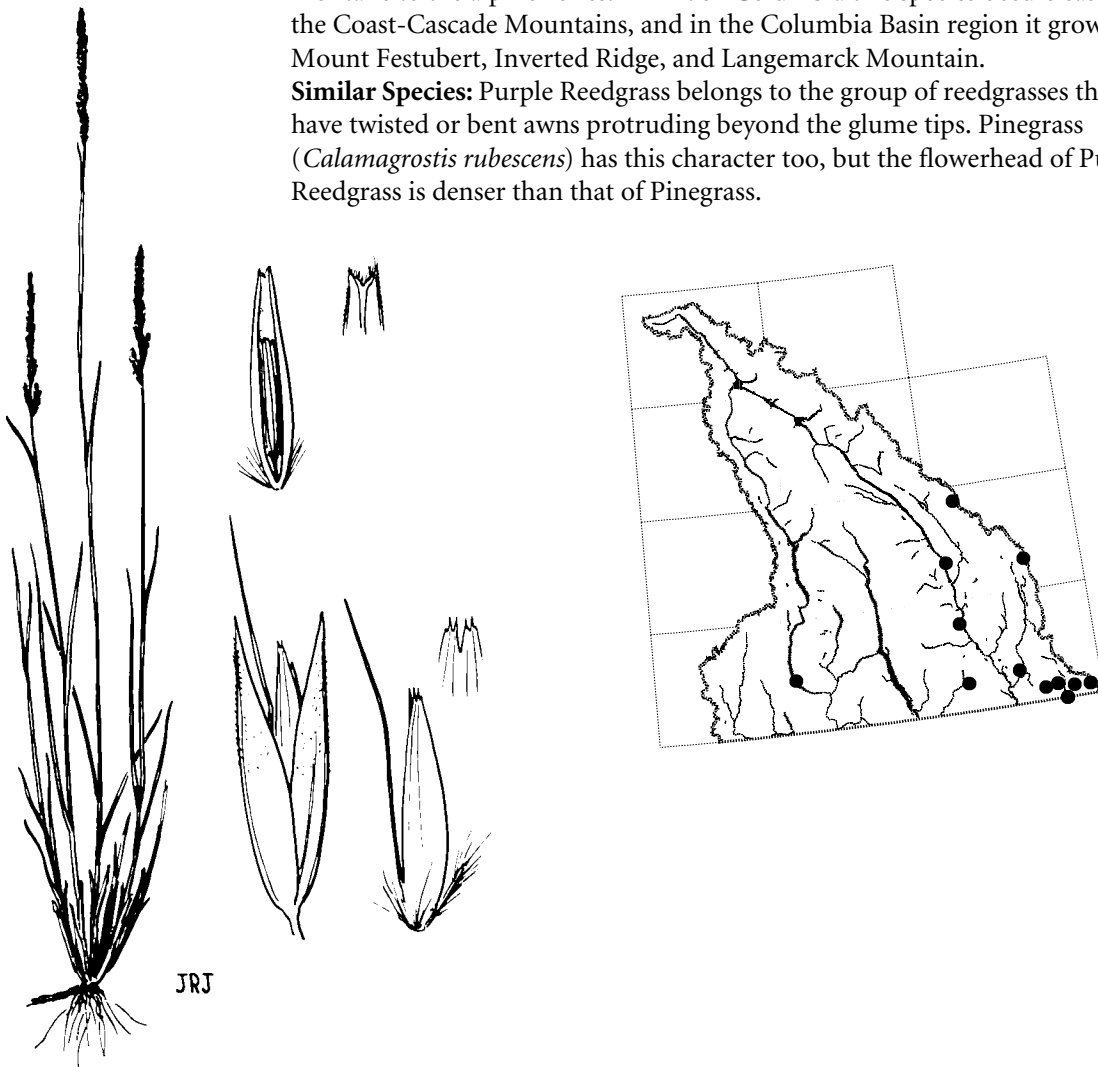 the Coast-Cascade Mountains, and in the Columbia Basin region it grow
Mount Festubert, Inverted Ridge, and Langemarck Mountain.
Similar Species: Purple Reedgrass belongs to the group of reedgrasses th
have twisted or bent awns protruding beyond the glume tips. Pinegrass
(Calamagrostis rubescens) has this character too, but the flowerhead of Pu
Reedgrass is denser than that of Pinegrass.
JRJ